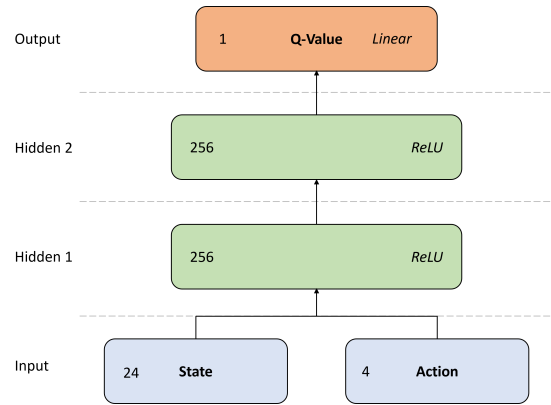 Output
1 Q-Value Linear
Hidden 2
256 ReLU
Hidden 1
256 ReLU
Input
24 State
4 Action